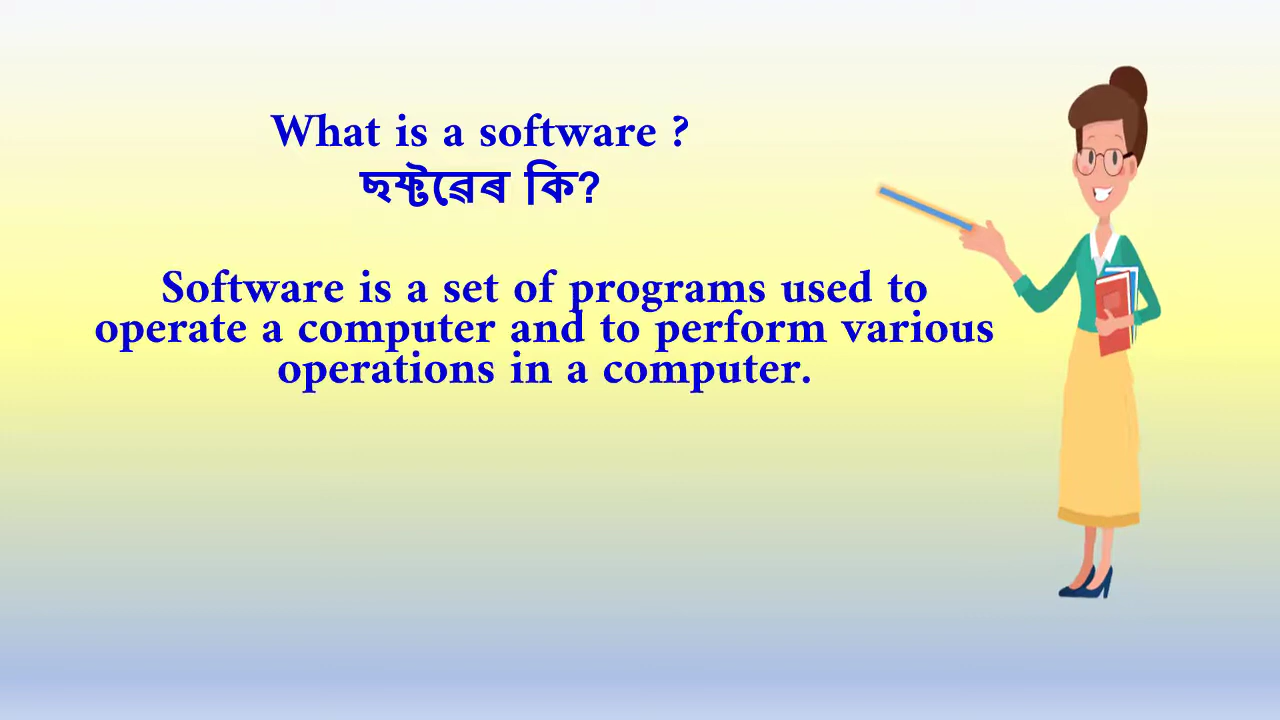 What is a software ?
ছফ্টৱেৰ কি?
Software is a set of programs used to
operate a computer and to perform various
operations in a computer.